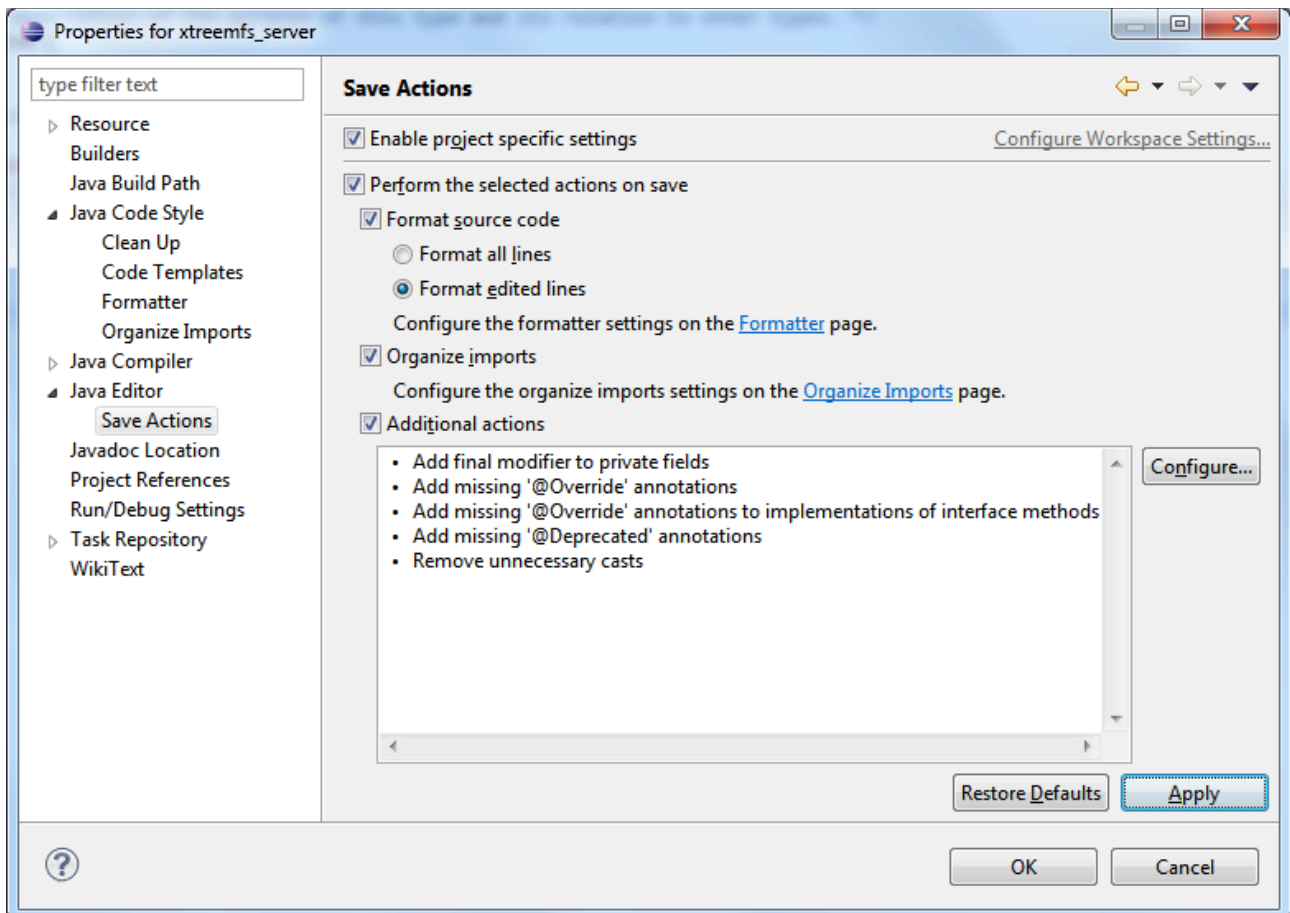 Properties for xtreemfs_server
type filter text
Resource
Builders
Java Build Path
Java Code Style
Clean Up
Code Templates
Formatter
Organize Imports
Java Compiler
Java Editor
Save Actions
Javadoc Location
Project References
Run/Debug Settings
Task Repository
WikiText
Save Actions
Enable project specific settings
Configure Workspace Settings...
Perform the selected actions on save
Format source code
Format all lines
Format edited lines
Configure the formatter settings on the Formatter page.
Organize imports
Configure the organize imports settings on the Organize Imports page.
Additional actions
• Add final modifier to private fields
• Add missing '@Override' annotations
• Add missing '@Override' annotations to implementations of interface methods
• Add missing '@Deprecated' annotations
• Remove unnecessary casts
Configure...
Restore Defaults
Apply
?
OK
Cancel